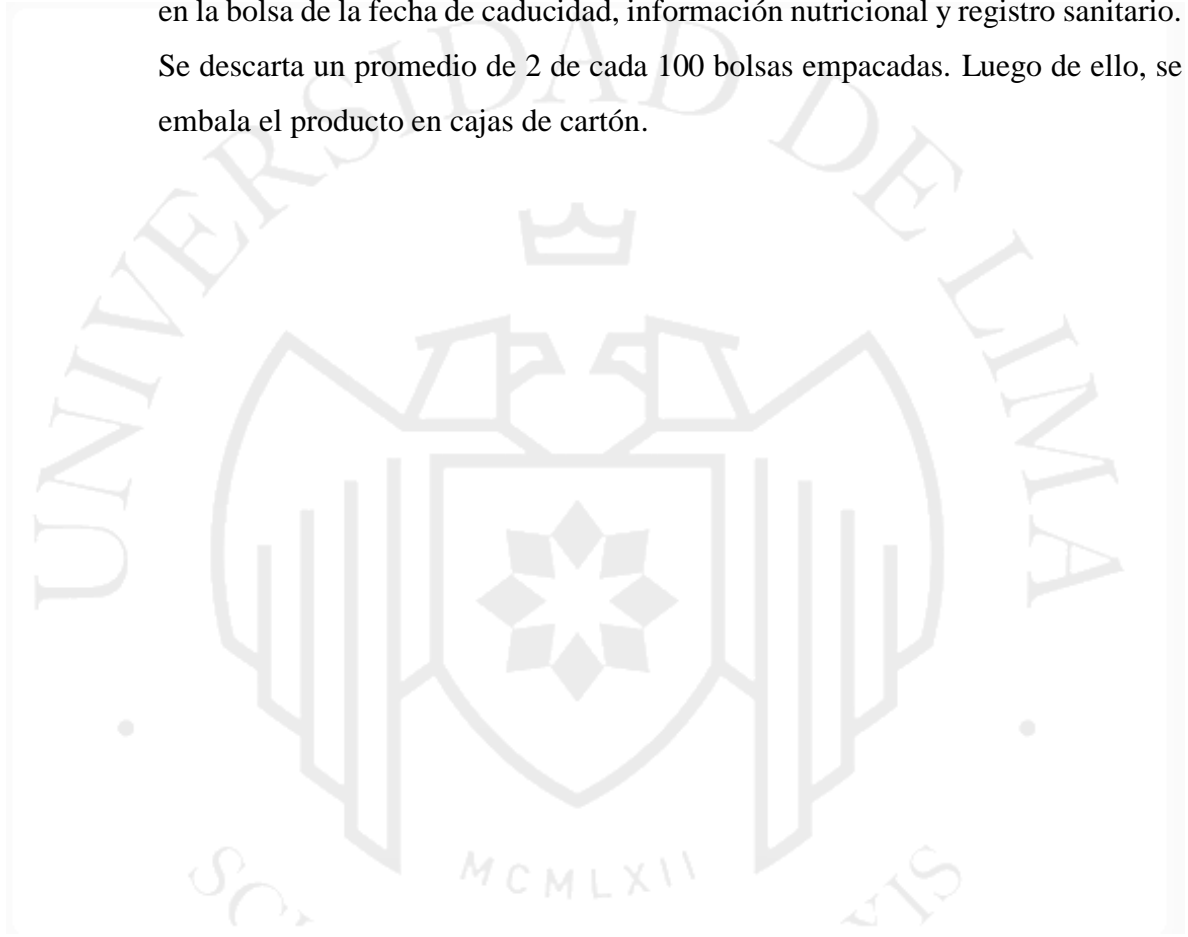 en la bolsa de la fecha de caducidad, información nutricional y registro sanitario.
Se descarta un promedio de 2 de cada 100 bolsas empacadas. Luego de ello, se
embala el producto en cajas de cartón.
UNIVERSIDAD DE LIMA
MCMLXII